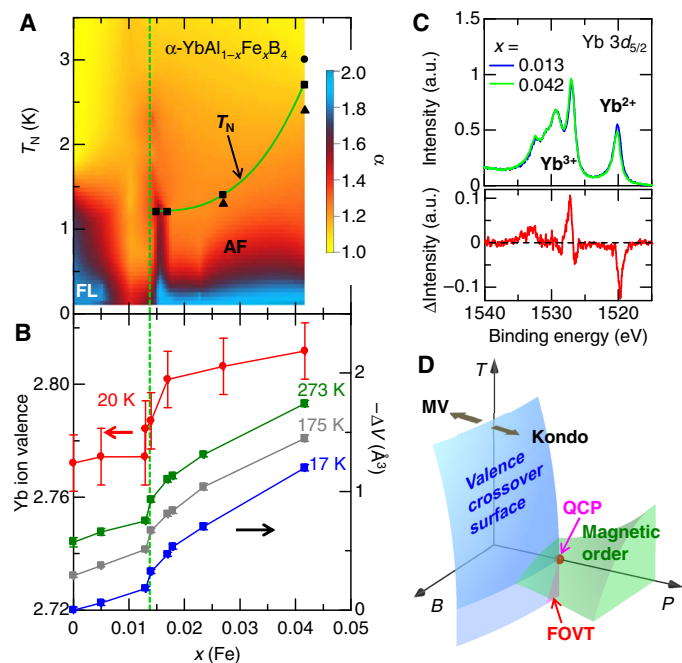 A
T_N (K)
3
2
1
0
α-YbAl₁₋ₓFeₓB₄
T_N
AF
FL
2.0
1.8
1.6
1.4
1.2
1.0
α
B
Yb ion valence
2.80
2.76
2.72
20 K
273 K
175 K
17 K
2
1
0
−ΔV (Å³)
0 0.01 0.02 0.03 0.04 0.05
x (Fe)
C
Intensity (a.u.)
1.0
0.5
0
x =
0.013
0.042
Yb 3d₅/₂
Yb³⁺
Yb²⁺
ΔIntensity (a.u.)
0.1
0
−0.1
1540 1530 1520
Binding energy (eV)
D
T
MV
Kondo
Valence
crossover
surface
QCP
Magnetic
order
B
P
FOVT